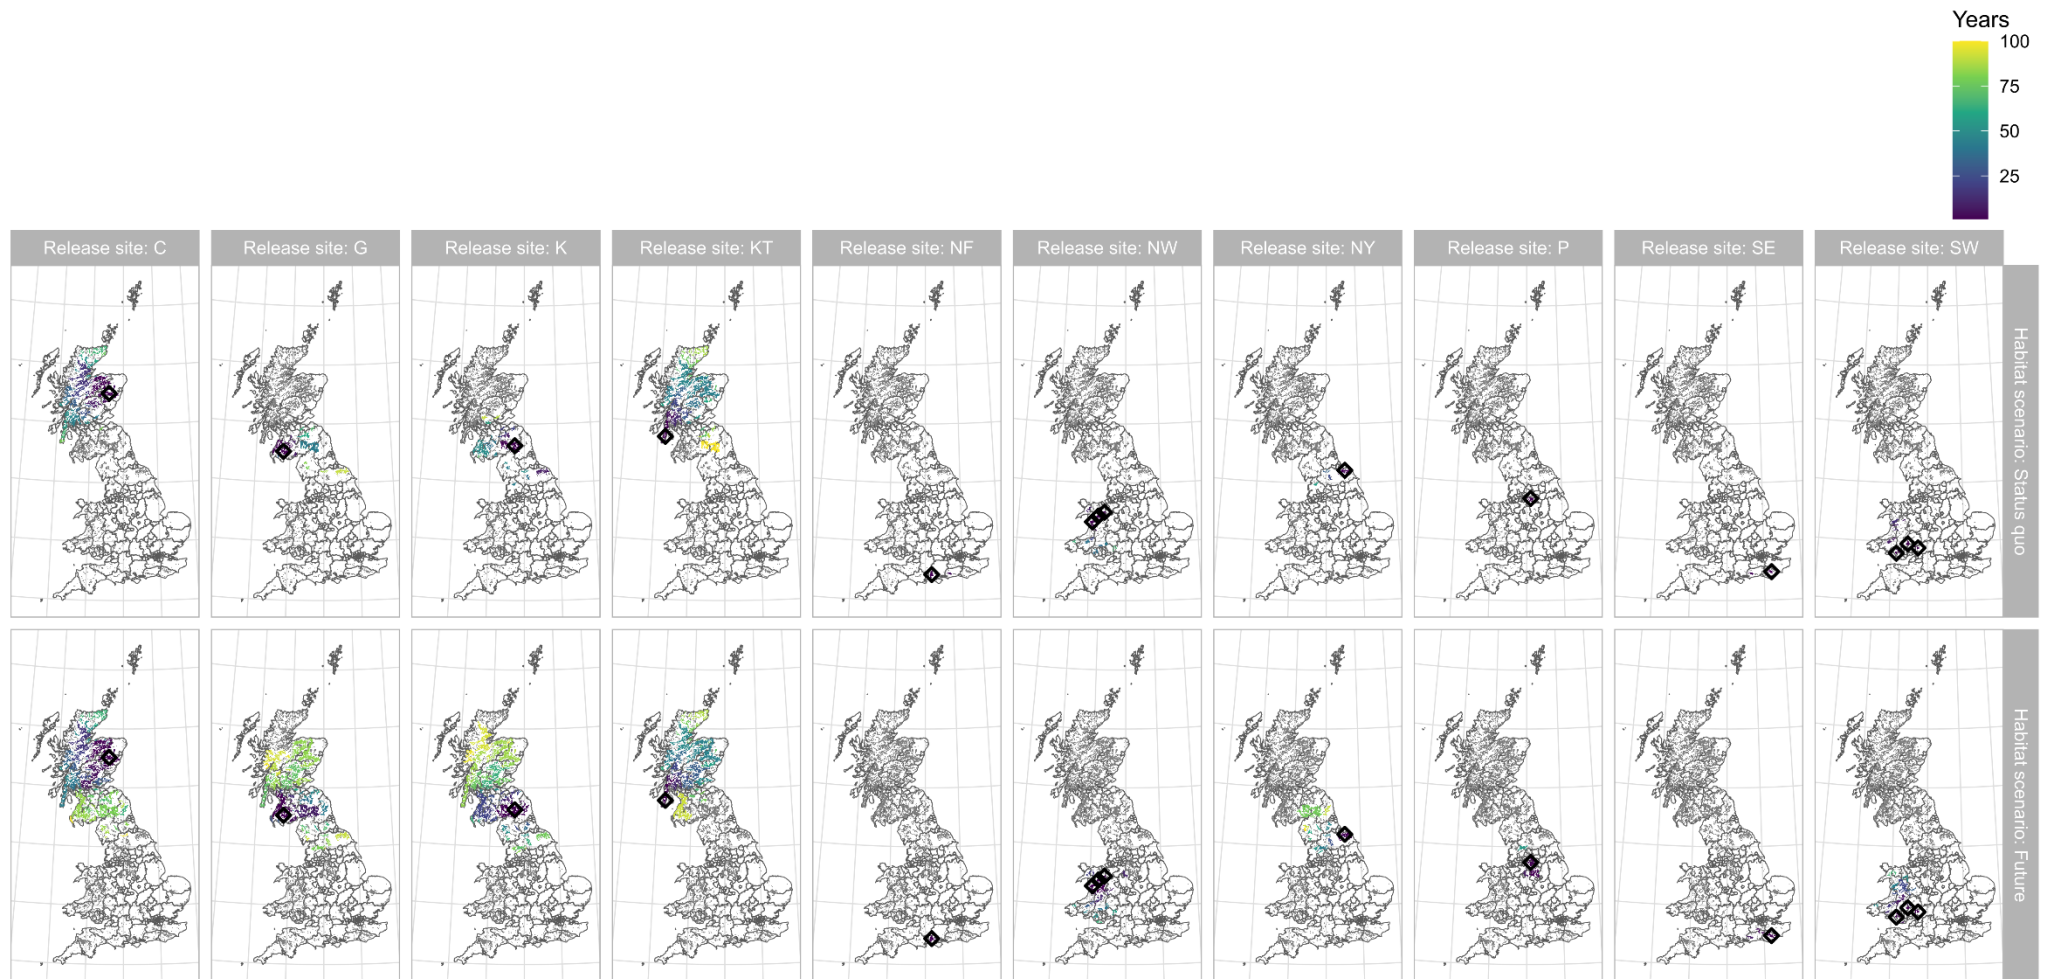 Years
100
75
50
25
Release site: C
Release site: G
Release site: K
Release site: KT
Release site: NF
Release site: NW
Release site: NY
Release site: P
Release site: SE
Release site: SW
Habitat scenario: Status quo
Habitat scenario: Future